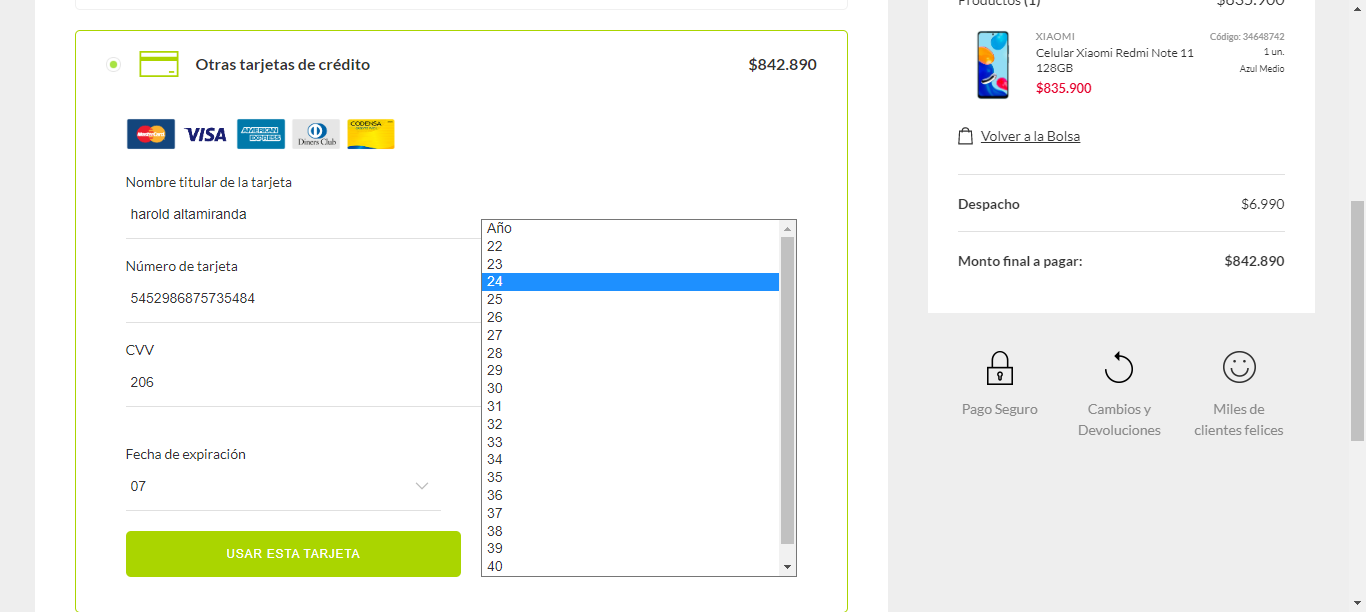 Productos (1) $835.900
XIAOMI Código: 34648742
Celular Xiaomi Redmi Note 11 1 un.
128GB Azul Medio
$835.900
Volver a la Bolsa
Despacho $6.990
Monto final a pagar: $842.890
Pago Seguro
Cambios y
Devoluciones
Miles de
clientes felices
Otras tarjetas de crédito $842.890
MasterCard VISA AMERICAN EXPRESS Diners Club CODENSA
Nombre titular de la tarjeta
harold altamiranda
Número de tarjeta
5452986875735484
CVV
206
Fecha de expiración
07
Año
22
23
24
25
26
27
28
29
30
31
32
33
34
35
36
37
38
39
40
USAR ESTA TARJETA